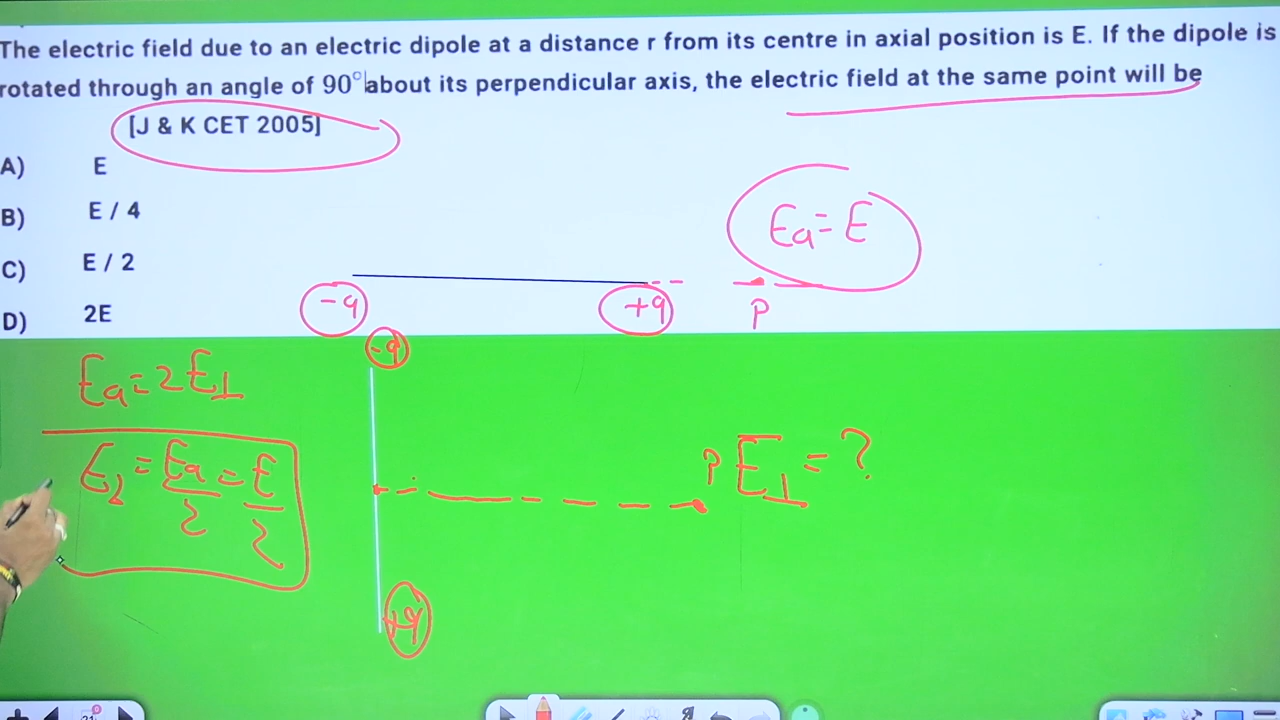 The electric field due to an electric dipole at a distance r from its centre in axial position is E. If the dipole is
rotated through an angle of 90° about its perpendicular axis, the electric field at the same point will be
[J & K CET 2005]
A) E
B) E / 4
C) E / 2
D) 2E
Ea = E
-q +q P
-q
Ea = 2E⊥
E⊥ = Ea/2 = E/2
P E⊥ = ?
+q
21